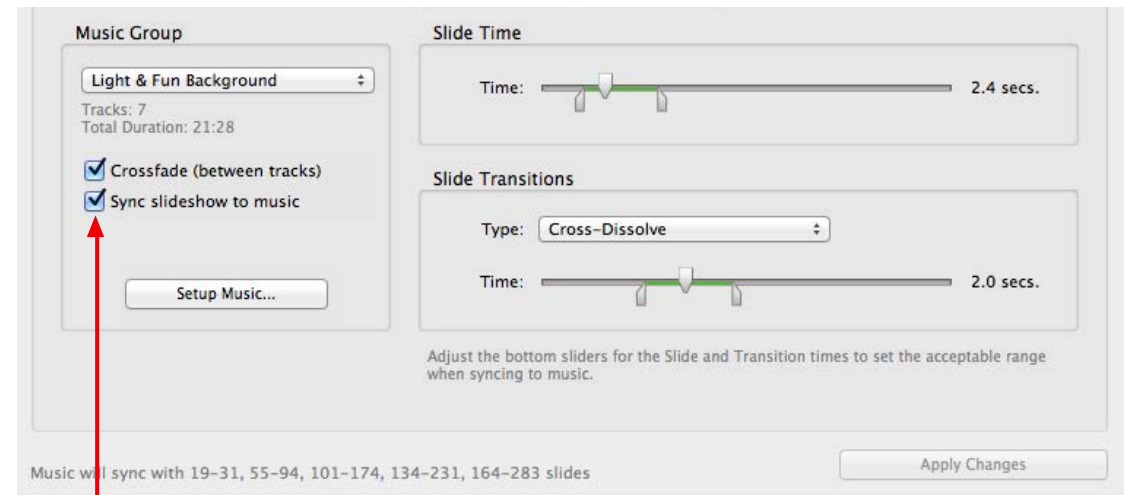 Music Group
Light & Fun Background
Tracks: 7
Total Duration: 21:28
Crossfade (between tracks)
Sync slideshow to music
Setup Music...
Slide Time
Time:
2.4 secs.
Slide Transitions
Type: Cross-Dissolve
Time:
2.0 secs.
Adjust the bottom sliders for the Slide and Transition times to set the acceptable range
when syncing to music.
Music will sync with 19-31, 55-94, 101-174, 134-231, 164-283 slides
Apply Changes